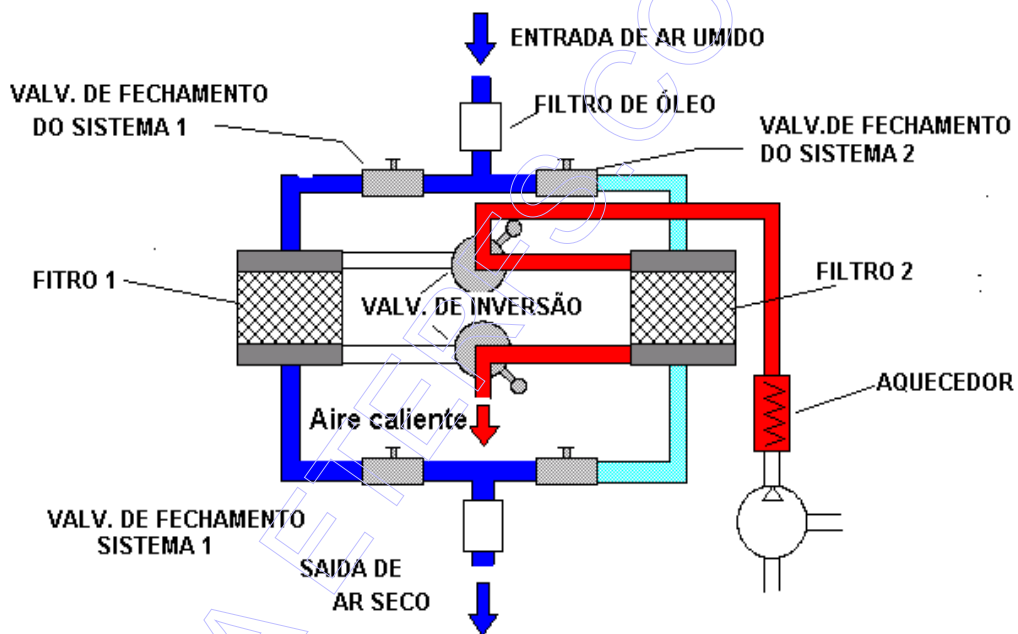 ENTRADA DE AR UMIDO
VALV. DE FECHAMENTO
DO SISTEMA 1
FILTRO DE ÓLEO
VALV.DE FECHAMENTO
DO SISTEMA 2
FITRO 1
VALV. DE INVERSÃO
FILTRO 2
AQUECEDOR
Aire caliente
VALV. DE FECHAMENTO
SISTEMA 1
SAIDA DE
AR SECO